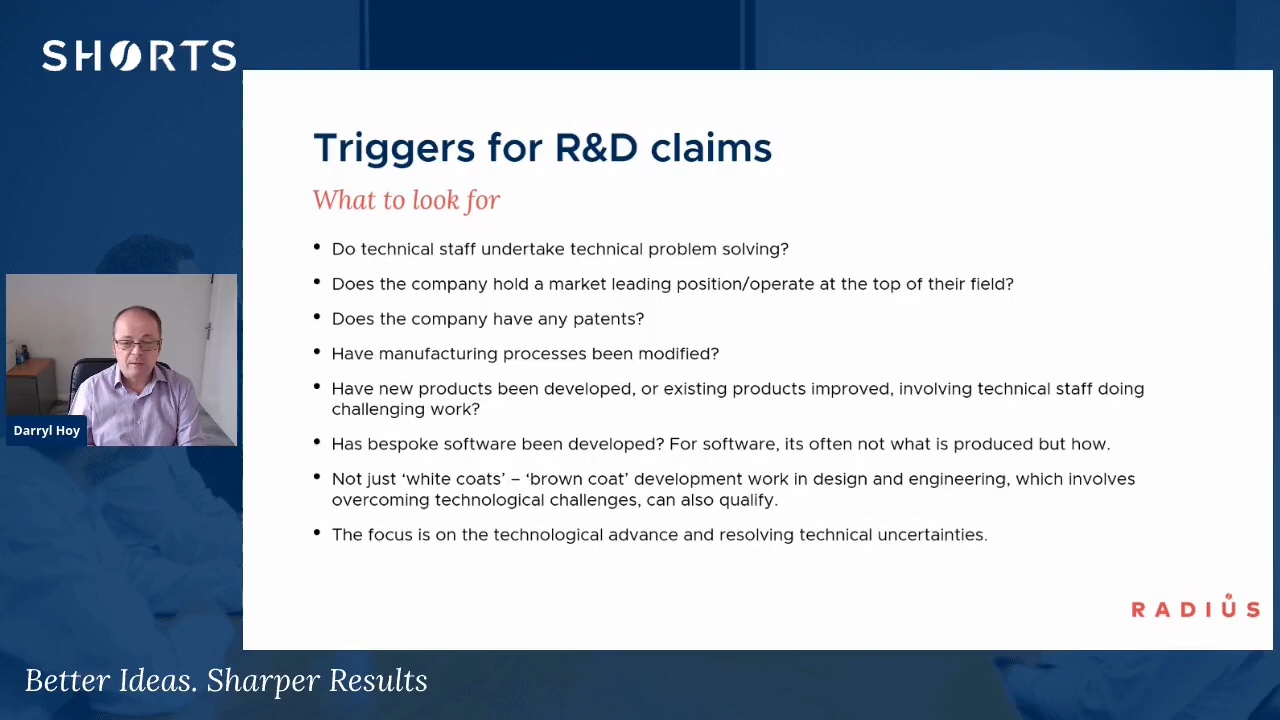 SHORTS
Triggers for R&D claims
What to look for
• Do technical staff undertake technical problem solving?
• Does the company hold a market leading position/operate at the top of their field?
• Does the company have any patents?
• Have manufacturing processes been modified?
• Have new products been developed, or existing products improved, involving technical staff doing
challenging work?
• Has bespoke software been developed? For software, its often not what is produced but how.
• Not just ‘white coats’ – ‘brown coat’ development work in design and engineering, which involves
overcoming technological challenges, can also qualify.
• The focus is on the technological advance and resolving technical uncertainties.
Darryl Hoy
RADIUS
Better Ideas. Sharper Results